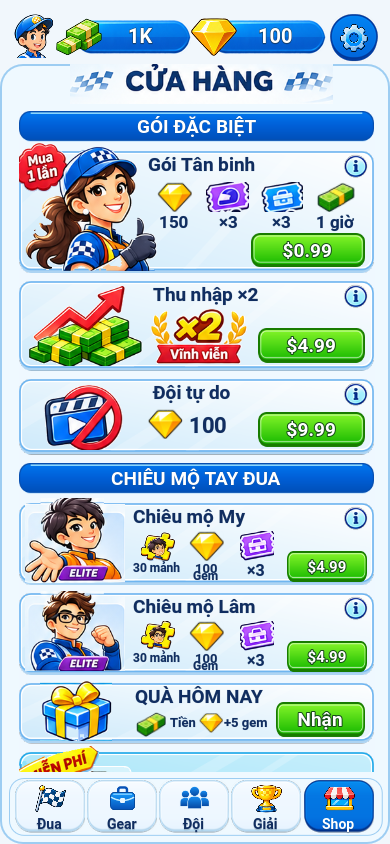 1K
100
CỬA HÀNG
GÓI ĐẶC BIỆT
Mua
1 lần
Gói Tân binh
i
150
×3
×3
1 giờ
$0.99
Thu nhập ×2
i
×2
Vĩnh viễn
$4.99
Đội tự do
i
100
$9.99
CHIÊU MỘ TAY ĐUA
Chiêu mộ My
i
ELITE
30 mảnh
100
Gem
×3
$4.99
Chiêu mộ Lâm
i
ELITE
30 mảnh
100
Gem
×3
$4.99
QUÀ HÔM NAY
Tiền
+5 gem
Nhận
PHÍ
Đua
Gear
Đội
Giải
Shop